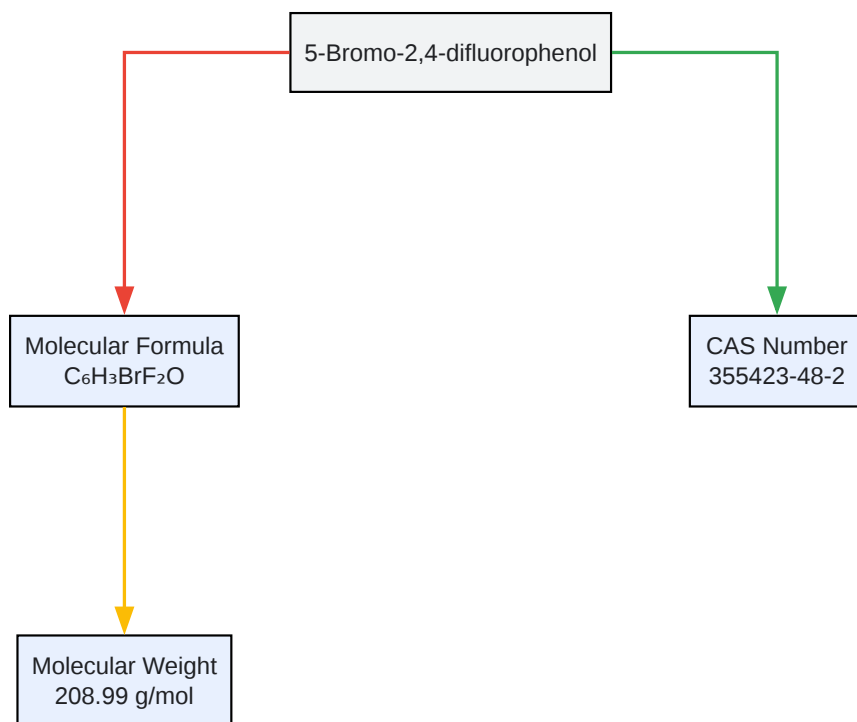 5-Bromo-2,4-difluorophenol
Molecular Formula
C₆H₃BrF₂O
CAS Number
355423-48-2
Molecular Weight
208.99 g/mol